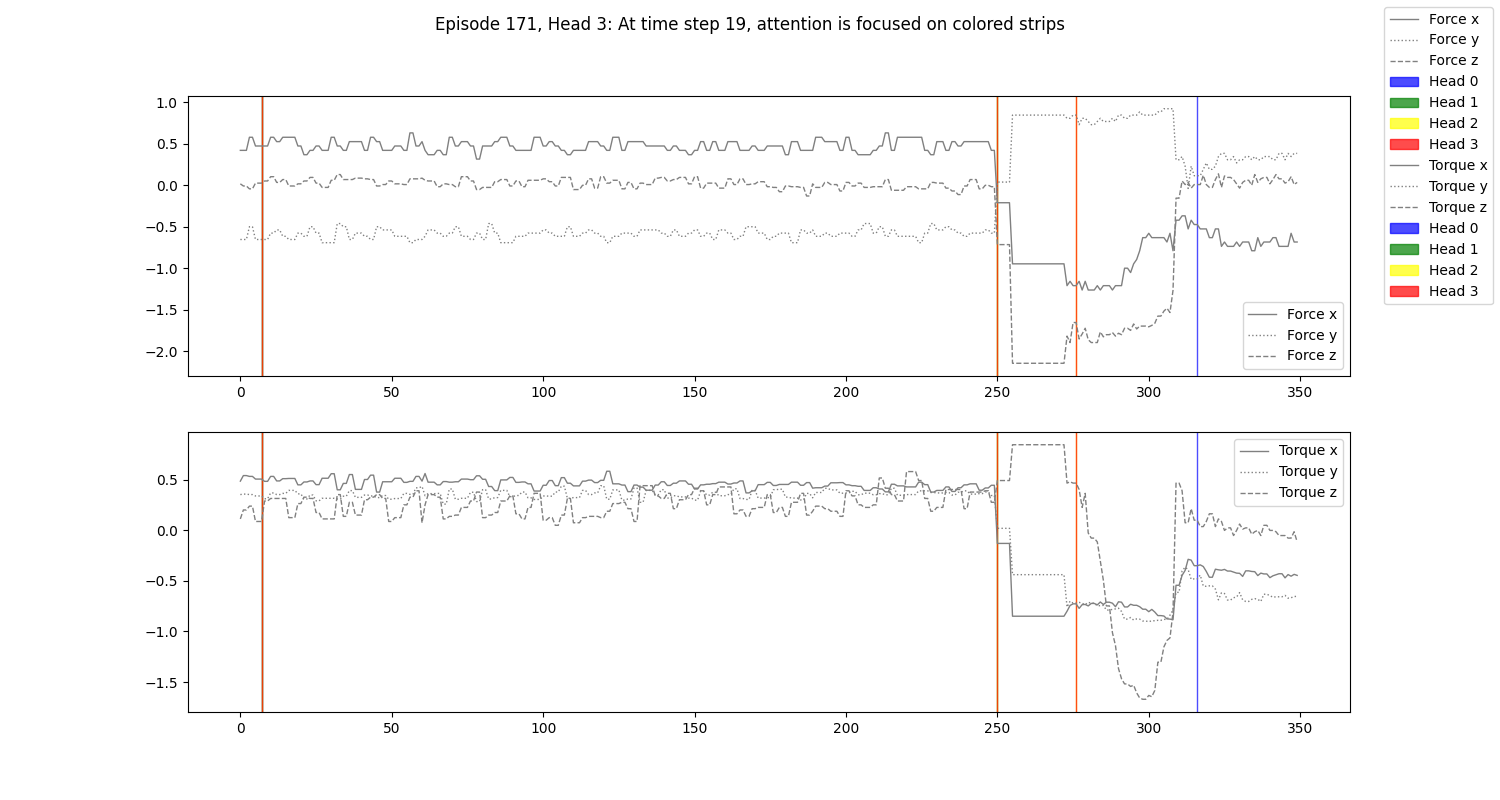 Episode 171, Head 3: At time step 19, attention is focused on colored strips
Force x
Force y
Force z
Head 0
Head 1
Head 2
Head 3
Torque x
Torque y
Torque z
Head 0
Head 1
Head 2
Head 3
1.0
0.5
0.0
−0.5
−1.0
−1.5
−2.0
Force x
Force y
Force z
0 50 100 150 200 250 300 350
0.5
0.0
−0.5
−1.0
−1.5
Torque x
Torque y
Torque z
0 50 100 150 200 250 300 350